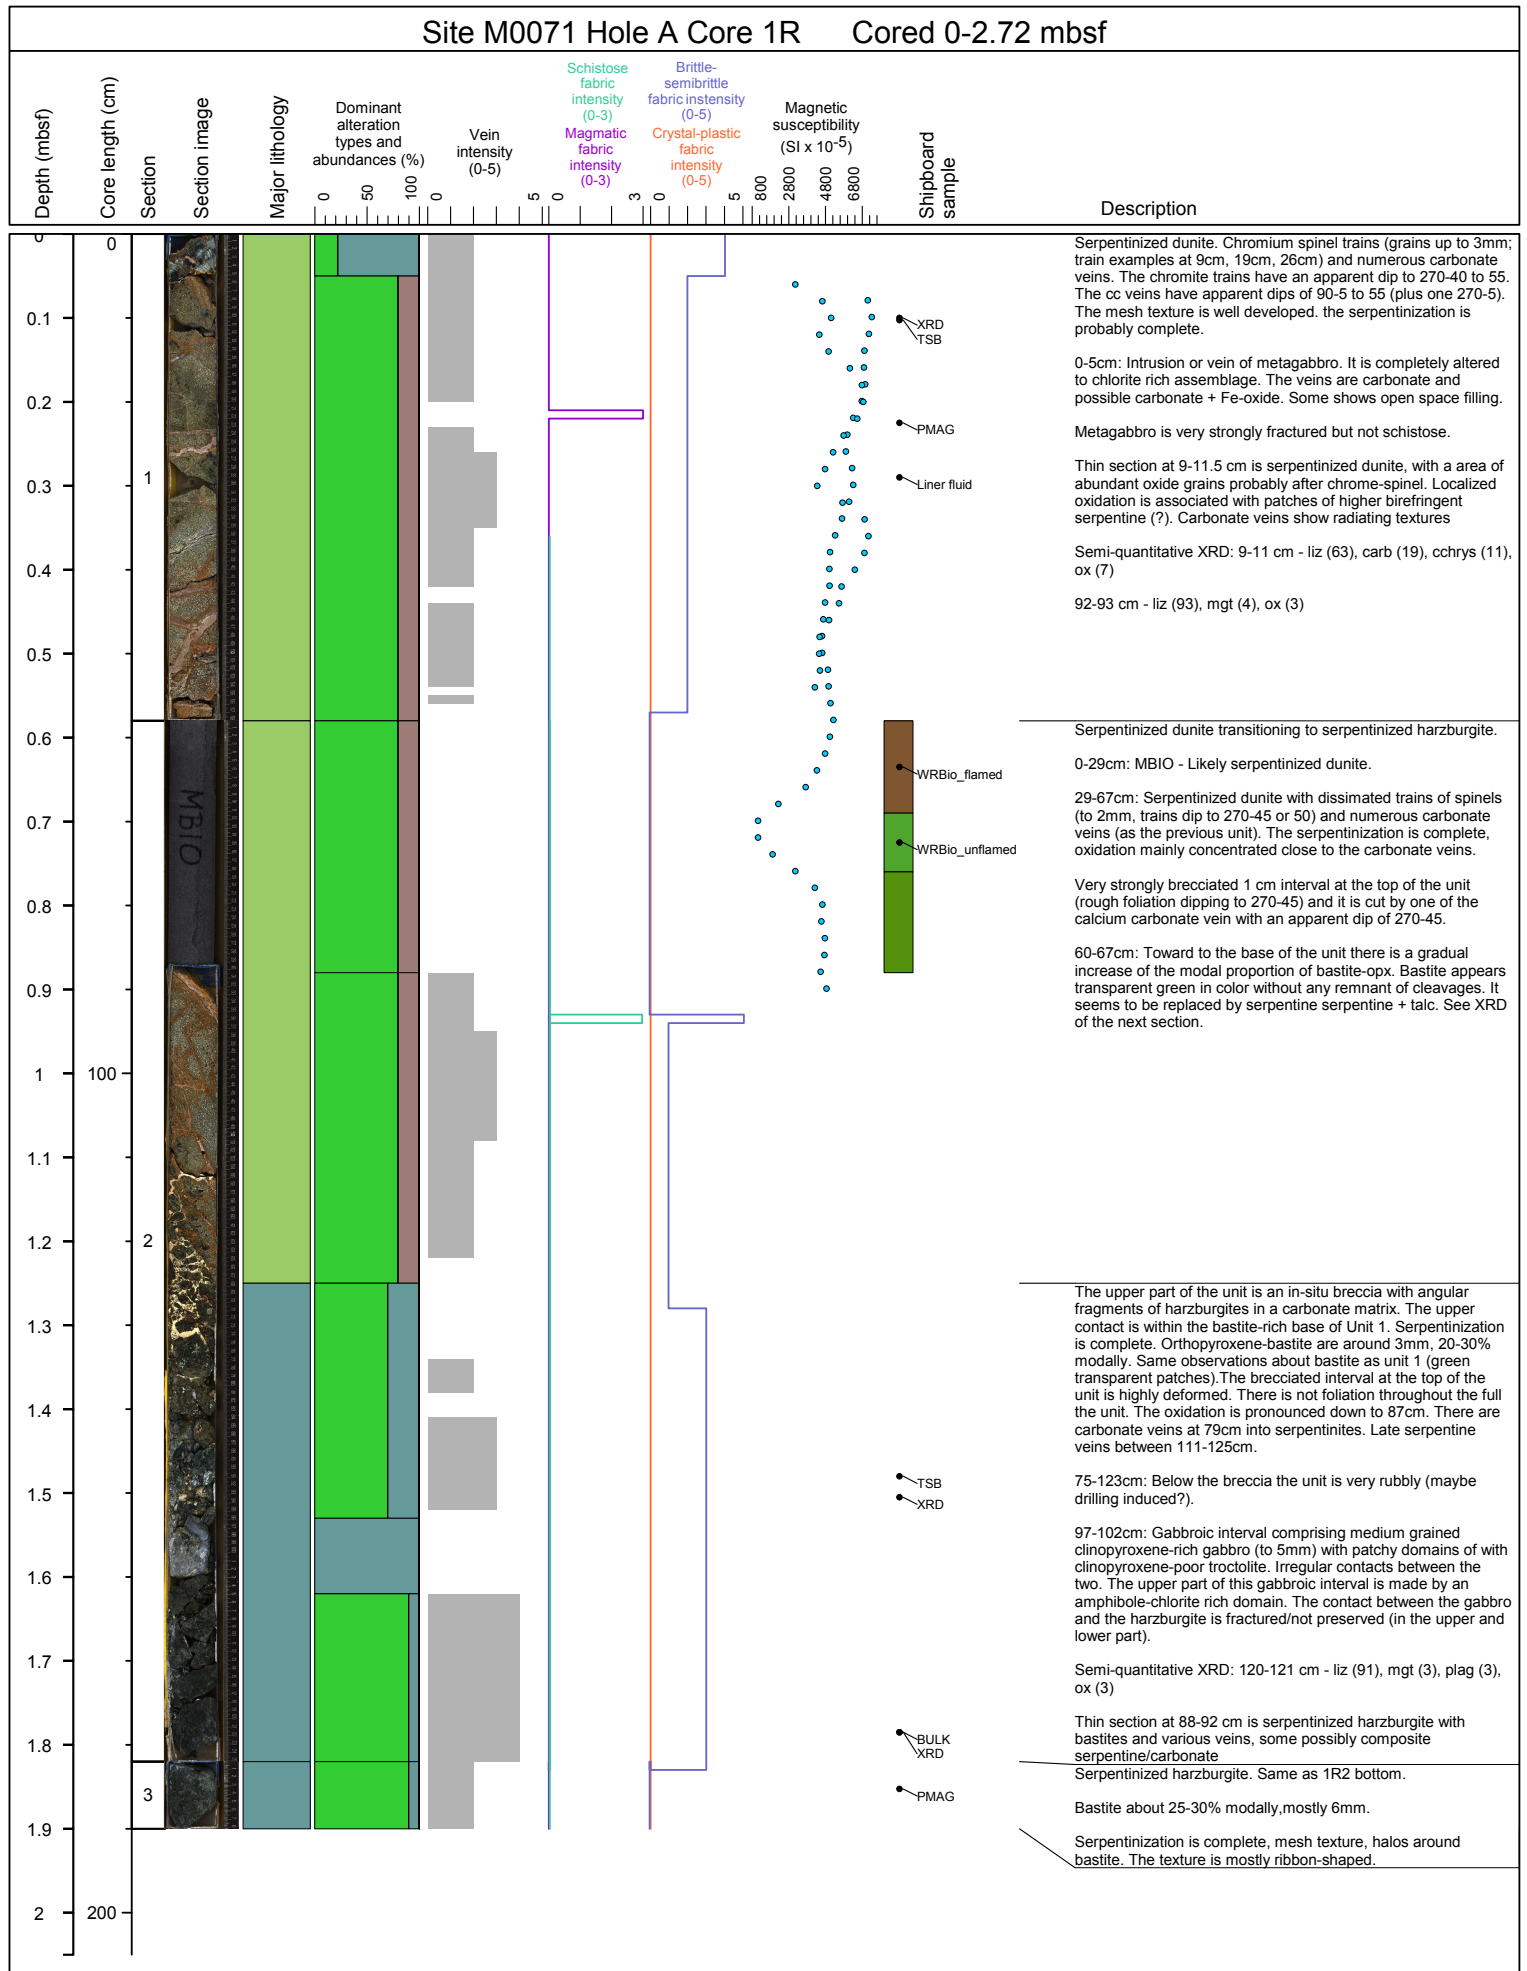 Site M0071 Hole A Core 1R Cored 0-2.72 mbsf
Depth (mbsf)
Core length (cm)
Section
Section image
Major lithology
Dominant
alteration
types and
abundances (%)
0 50 100
Vein
intensity
(0-5)
0 5
Schistose
fabric
intensity
(0-3)
Magmatic
fabric
intensity
(0-3)
0 3
Brittle-
semibrittle
fabric instensity
(0-5)
Crystal-plastic
fabric
intensity
(0-5)
0 5
Magnetic
susceptibility
(SI x 10-5)
800 2800 4800 6800
Shipboard
sample
Description
0
0.1
0.2
0.3
0.4
0.5
0.6
0.7
0.8
0.9
1
1.1
1.2
1.3
1.4
1.5
1.6
1.7
1.8
1.9
2
0
100
200
1
2
3
MBIO
XRD
TSB
PMAG
Liner fluid
WRBio_flamed
WRBio_unflamed
TSB
XRD
BULK
XRD
PMAG
Serpentinized dunite. Chromium spinel trains (grains up to 3mm;
train examples at 9cm, 19cm, 26cm) and numerous carbonate
veins. The chromite trains have an apparent dip to 270-40 to 55.
The cc veins have apparent dips of 90-5 to 55 (plus one 270-5).
The mesh texture is well developed. the serpentinization is
probably complete.
0-5cm: Intrusion or vein of metagabbro. It is completely altered
to chlorite rich assemblage. The veins are carbonate and
possible carbonate + Fe-oxide. Some shows open space filling.
Metagabbro is very strongly fractured but not schistose.
Thin section at 9-11.5 cm is serpentinized dunite, with a area of
abundant oxide grains probably after chrome-spinel. Localized
oxidation is associated with patches of higher birefringent
serpentine (?). Carbonate veins show radiating textures
Semi-quantitative XRD: 9-11 cm - liz (63), carb (19), cchrys (11),
ox (7)
92-93 cm - liz (93), mgt (4), ox (3)
Serpentinized dunite transitioning to serpentinized harzburgite.
0-29cm: MBIO - Likely serpentinized dunite.
29-67cm: Serpentinized dunite with dissimated trains of spinels
(to 2mm, trains dip to 270-45 or 50) and numerous carbonate
veins (as the previous unit). The serpentinization is complete,
oxidation mainly concentrated close to the carbonate veins.
Very strongly brecciated 1 cm interval at the top of the unit
(rough foliation dipping to 270-45) and it is cut by one of the
calcium carbonate vein with an apparent dip of 270-45.
60-67cm: Toward to the base of the unit there is a gradual
increase of the modal proportion of bastite-opx. Bastite appears
transparent green in color without any remnant of cleavages. It
seems to be replaced by serpentine serpentine + talc. See XRD
of the next section.
The upper part of the unit is an in-situ breccia with angular
fragments of harzburgites in a carbonate matrix. The upper
contact is within the bastite-rich base of Unit 1. Serpentinization
is complete. Orthopyroxene-bastite are around 3mm, 20-30%
modally. Same observations about bastite as unit 1 (green
transparent patches).The brecciated interval at the top of the
unit is highly deformed. There is not foliation throughout the full
the unit. The oxidation is pronounced down to 87cm. There are
carbonate veins at 79cm into serpentinites. Late serpentine
veins between 111-125cm.
75-123cm: Below the breccia the unit is very rubbly (maybe
drilling induced?).
97-102cm: Gabbroic interval comprising medium grained
clinopyroxene-rich gabbro (to 5mm) with patchy domains of with
clinopyroxene-poor troctolite. Irregular contacts between the
two. The upper part of this gabbroic interval is made by an
amphibole-chlorite rich domain. The contact between the gabbro
and the harzburgite is fractured/not preserved (in the upper and
lower part).
Semi-quantitative XRD: 120-121 cm - liz (91), mgt (3), plag (3),
ox (3)
Thin section at 88-92 cm is serpentinized harzburgite with
bastites and various veins, some possibly composite
serpentine/carbonate
Serpentinized harzburgite. Same as 1R2 bottom.
Bastite about 25-30% modally,mostly 6mm.
Serpentinization is complete, mesh texture, halos around
bastite. The texture is mostly ribbon-shaped.